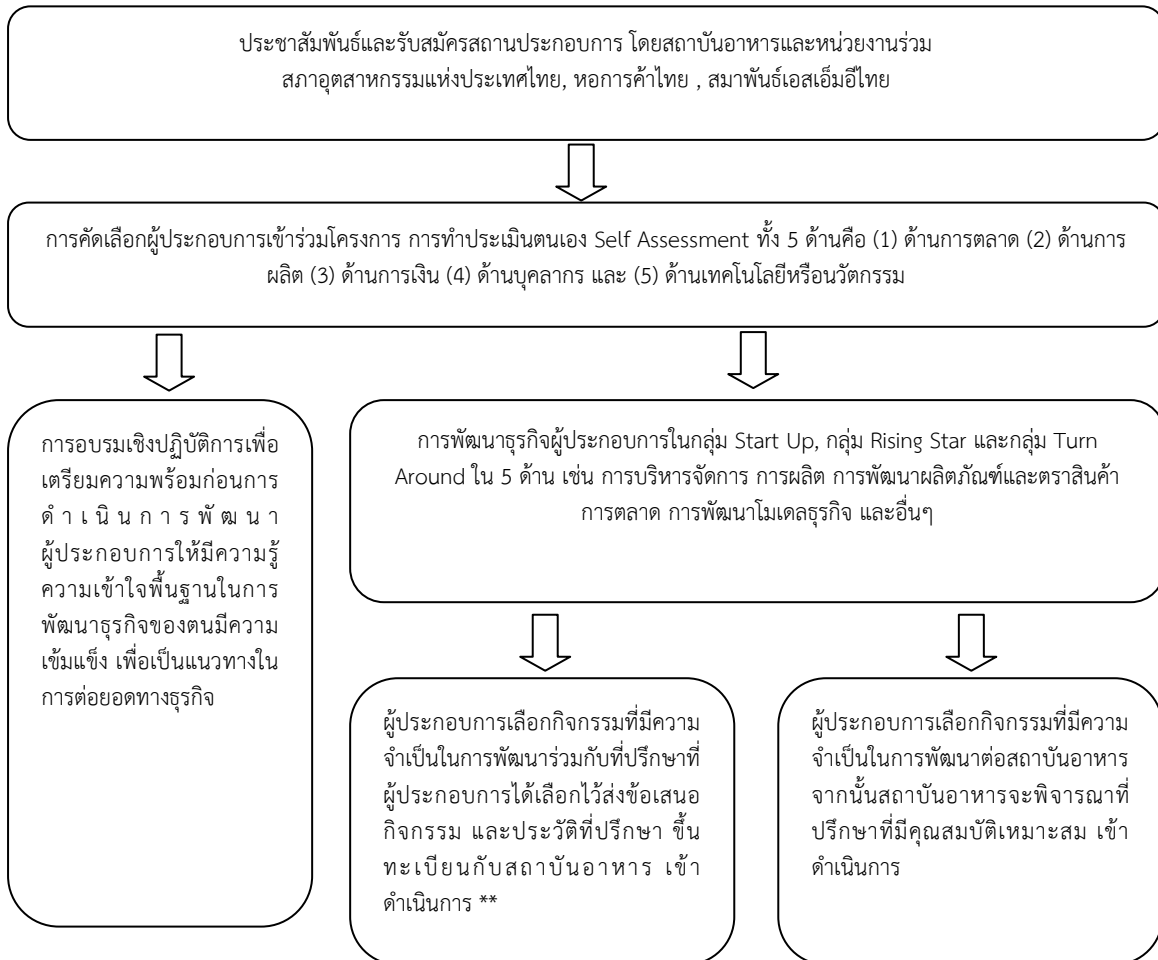 ประชาสัมพันธ์และรับสมัครสถานประกอบการ โดยสถาบันอาหารและหน่วยงานร่วม
สภาอุตสาหกรรมแห่งประเทศไทย, หอการค้าไทย , สมาพันธ์เอสเอ็มอีไทย
การคัดเลือกผู้ประกอบการเข้าร่วมโครงการ การทำประเมินตนเอง Self Assessment ทั้ง 5 ด้านคือ (1) ด้านการตลาด (2) ด้านการ
ผลิต (3) ด้านการเงิน (4) ด้านบุคลากร และ (5) ด้านเทคโนโลยีหรือนวัตกรรม
การอบรมเชิงปฏิบัติการเพื่อ
เตรียมความพร้อมก่อนการ
ดำเนินการพัฒนา
ผู้ประกอบการให้มีความรู้
ความเข้าใจพื้นฐานในการ
พัฒนาธุรกิจของตนมีความ
เข้มแข็ง เพื่อเป็นแนวทางใน
การต่อยอดทางธุรกิจ
การพัฒนาธุรกิจผู้ประกอบการในกลุ่ม Start Up, กลุ่ม Rising Star และกลุ่ม Turn
Around ใน 5 ด้าน เช่น การบริหารจัดการ การผลิต การพัฒนาผลิตภัณฑ์และตราสินค้า
การตลาด การพัฒนาโมเดลธุรกิจ และอื่นๆ
ผู้ประกอบการเลือกกิจกรรมที่มีความ
จำเป็นในการพัฒนาร่วมกับที่ปรึกษาที่
ผู้ประกอบการได้เลือกไว้ส่งข้อเสนอ
กิจกรรม และประวัติที่ปรึกษา ขึ้น
ทะเบียนกับสถาบันอาหาร เข้า
ดำเนินการ **
ผู้ประกอบการเลือกกิจกรรมที่มีความ
จำเป็นในการพัฒนาต่อสถาบันอาหาร
จากนั้นสถาบันอาหารจะพิจารณาที่
ปรึกษาที่มีคุณสมบัติเหมาะสม เข้า
ดำเนินการ